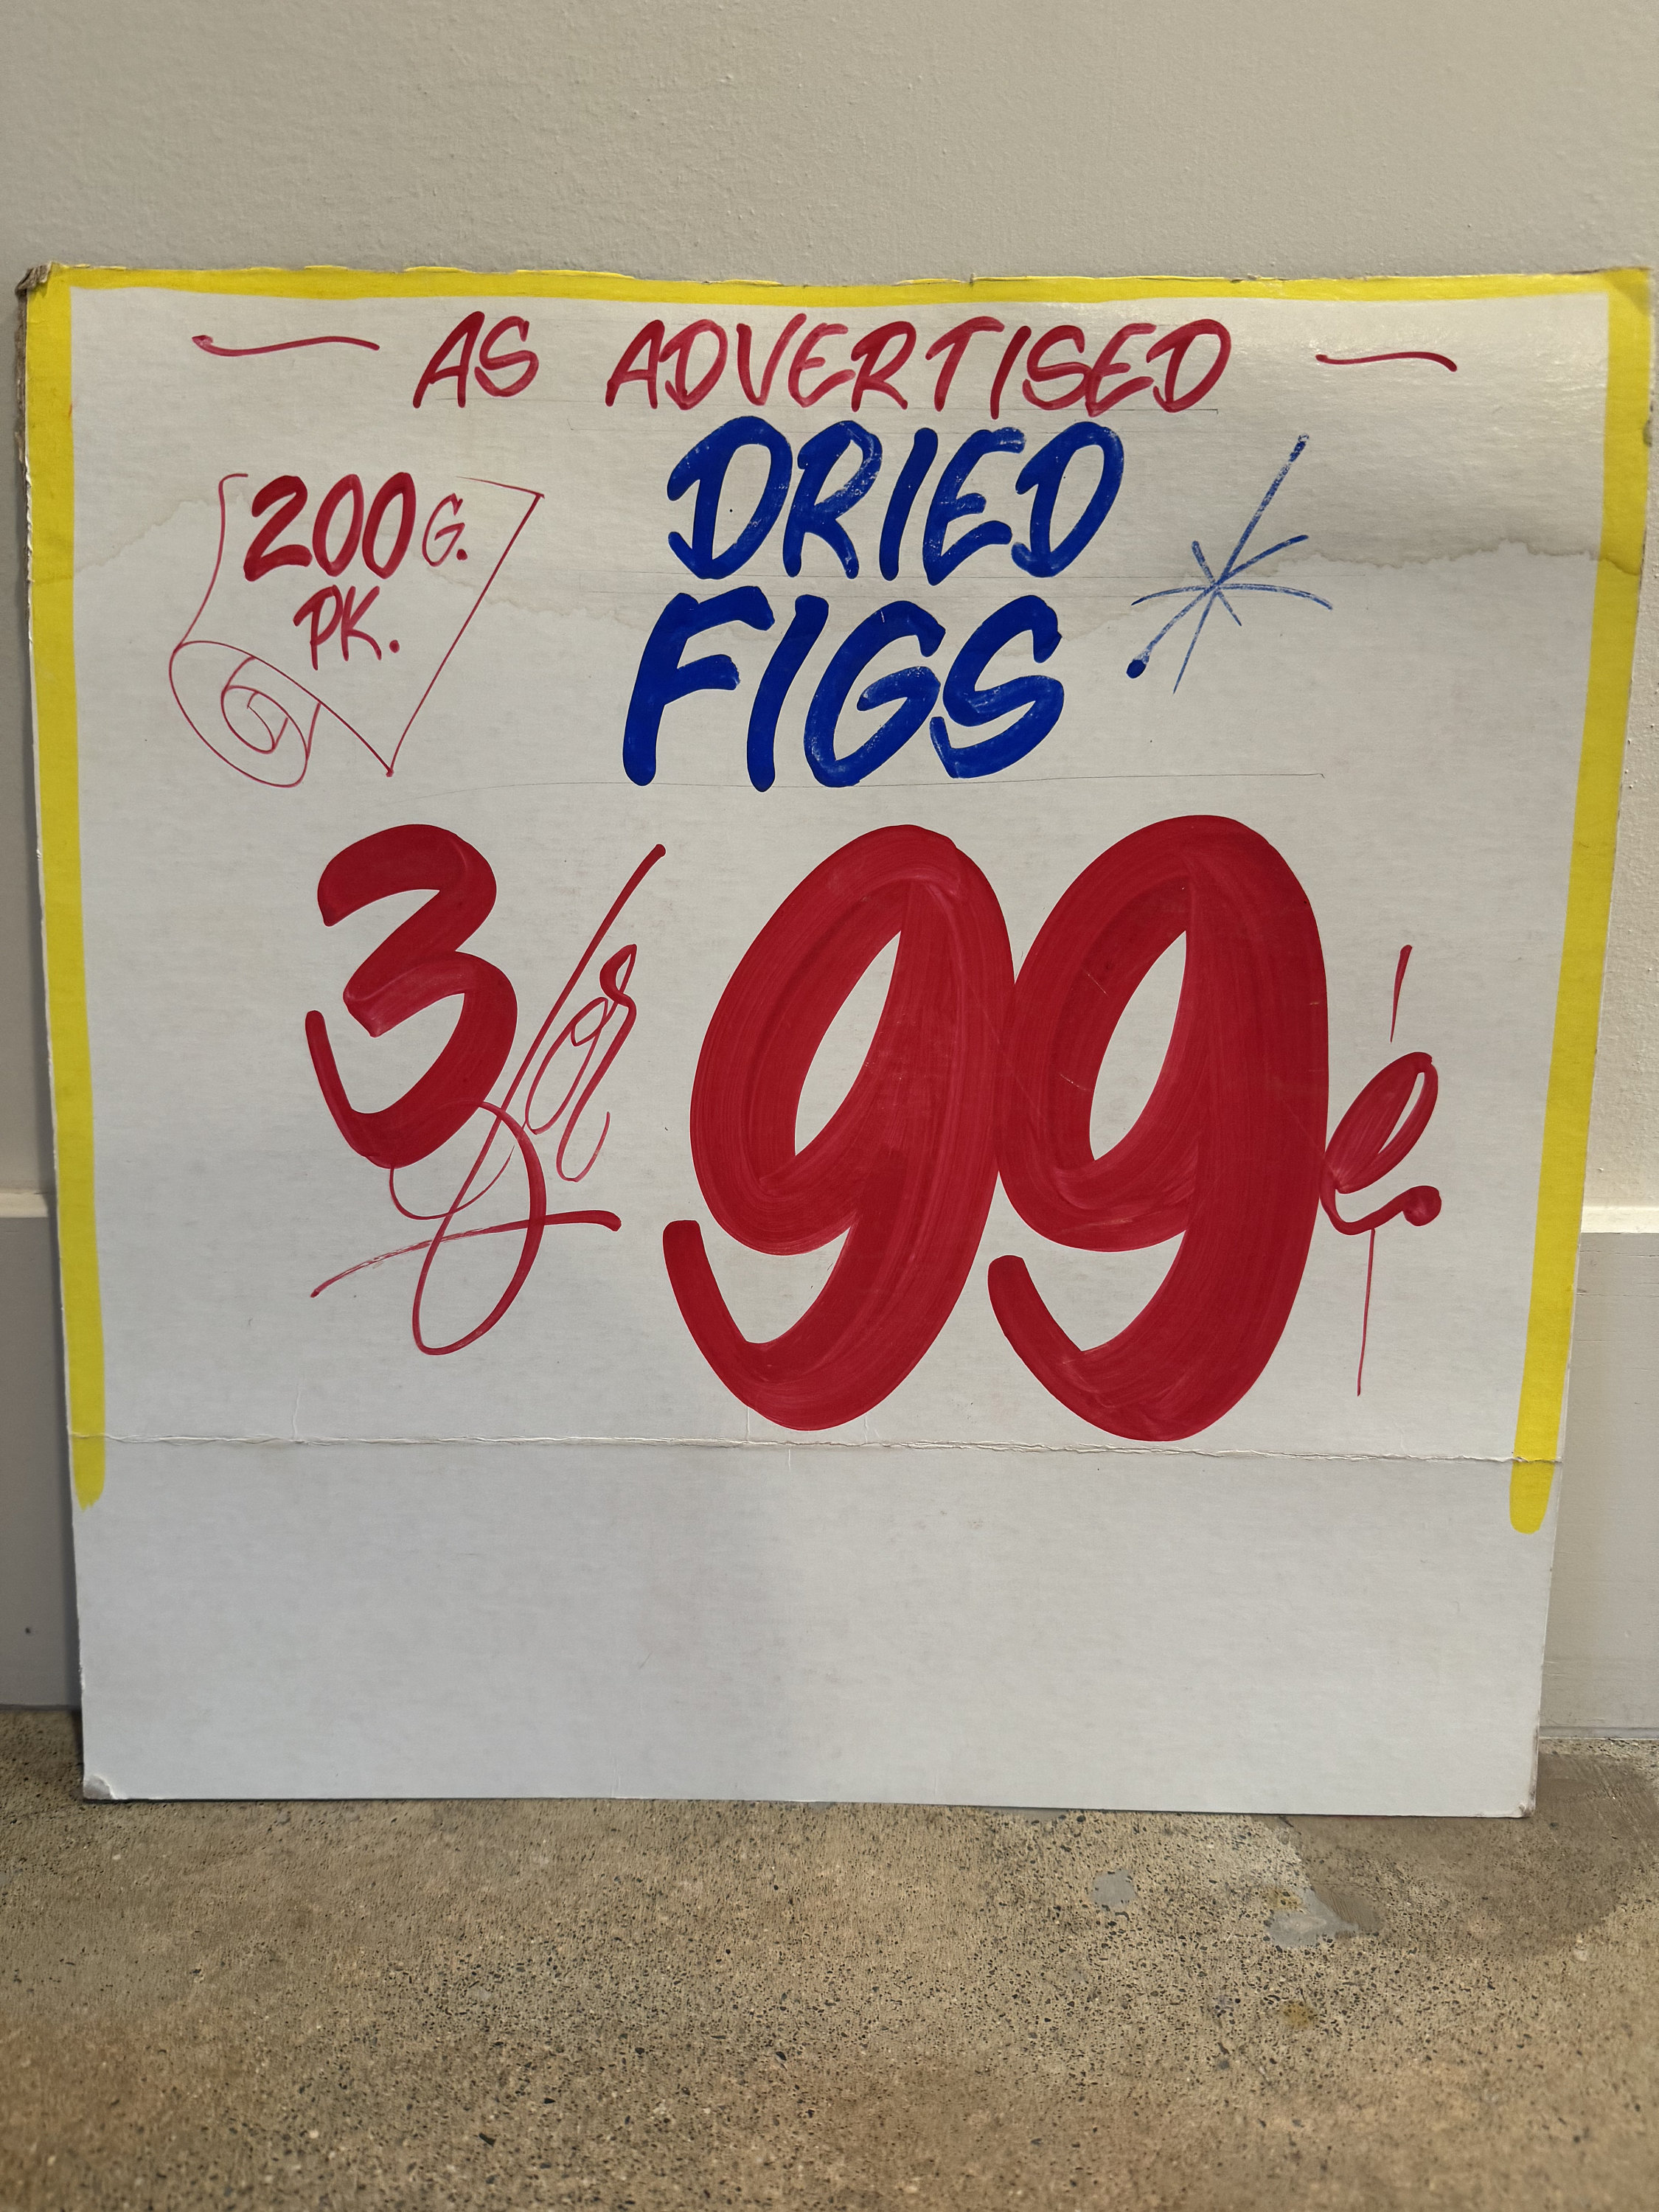 AS ADVERTISED
200G.
PK.
DRIED
FIGS
3 for 99¢